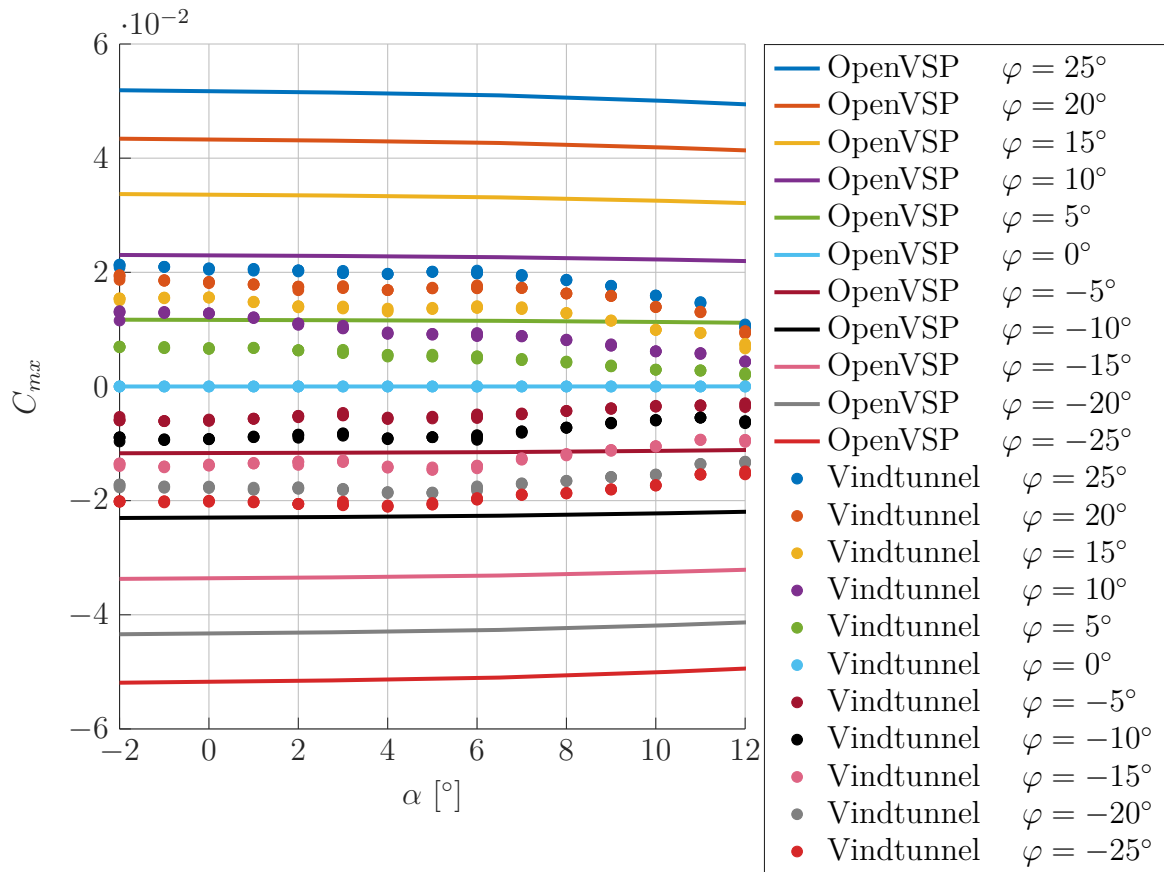 ·10⁻²
6
4
2
0
−2
−4
−6
C_{mx}
−2 0 2 4 6 8 10 12
α [°]
OpenVSP φ = 25°
OpenVSP φ = 20°
OpenVSP φ = 15°
OpenVSP φ = 10°
OpenVSP φ = 5°
OpenVSP φ = 0°
OpenVSP φ = −5°
OpenVSP φ = −10°
OpenVSP φ = −15°
OpenVSP φ = −20°
OpenVSP φ = −25°
Vindtunnel φ = 25°
Vindtunnel φ = 20°
Vindtunnel φ = 15°
Vindtunnel φ = 10°
Vindtunnel φ = 5°
Vindtunnel φ = 0°
Vindtunnel φ = −5°
Vindtunnel φ = −10°
Vindtunnel φ = −15°
Vindtunnel φ = −20°
Vindtunnel φ = −25°